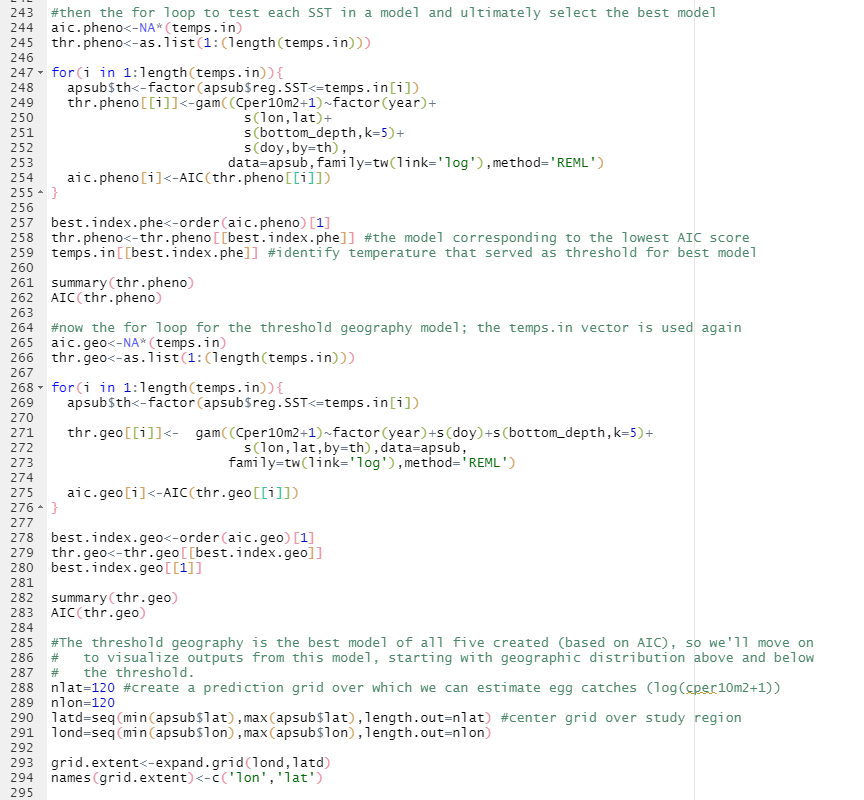 243 #then the for loop to test each SST in a model and ultimately select the best model
244 aic.pheno<-NA*(temps.in)
245 thr.pheno<-as.list(1:(length(temps.in)))
246
247 for(i in 1:length(temps.in)){
248   apsub$th<-factor(apsub$reg.SST<=temps.in[i])
249   thr.pheno[[i]]<-gam((Cper10m2+1)~factor(year)+
250                         s(lon,lat)+
251                         s(bottom_depth,k=5)+
252                         s(doy,by=th),
253                       data=apsub,family=tw(link='log'),method='REML')
254   aic.pheno[i]<-AIC(thr.pheno[[i]])
255 }
256
257 best.index.phe<-order(aic.pheno)[1]
258 thr.pheno<-thr.pheno[[best.index.phe]] #the model corresponding to the lowest AIC score
259 temps.in[[best.index.phe]] #identify temperature that served as threshold for best model
260
261 summary(thr.pheno)
262 AIC(thr.pheno)
263
264 #now the for loop for the threshold geography model; the temps.in vector is used again
265 aic.geo<-NA*(temps.in)
266 thr.geo<-as.list(1:(length(temps.in)))
267
268 for(i in 1:length(temps.in)){
269   apsub$th<-factor(apsub$reg.SST<=temps.in[i])
270
271   thr.geo[[i]]<-  gam((Cper10m2+1)~factor(year)+s(doy)+s(bottom_depth,k=5)+
272                         s(lon,lat,by=th),data=apsub,
273                       family=tw(link='log'),method='REML')
274
275   aic.geo[i]<-AIC(thr.geo[[i]])
276 }
277
278 best.index.geo<-order(aic.geo)[1]
279 thr.geo<-thr.geo[[best.index.geo]]
280 best.index.geo[[1]]
281
282 summary(thr.geo)
283 AIC(thr.geo)
284
285 #The threshold geography is the best model of all five created (based on AIC), so we'll move on
286 #   to visualize outputs from this model, starting with geographic distribution above and below
287 #   the threshold.
288 nlat=120 #create a prediction grid over which we can estimate egg catches (log(cper10m2+1))
289 nlon=120
290 latd=seq(min(apsub$lat),max(apsub$lat),length.out=nlat) #center grid over study region
291 lond=seq(min(apsub$lon),max(apsub$lon),length.out=nlon)
292
293 grid.extent<-expand.grid(lond,latd)
294 names(grid.extent)<-c('lon','lat')
295